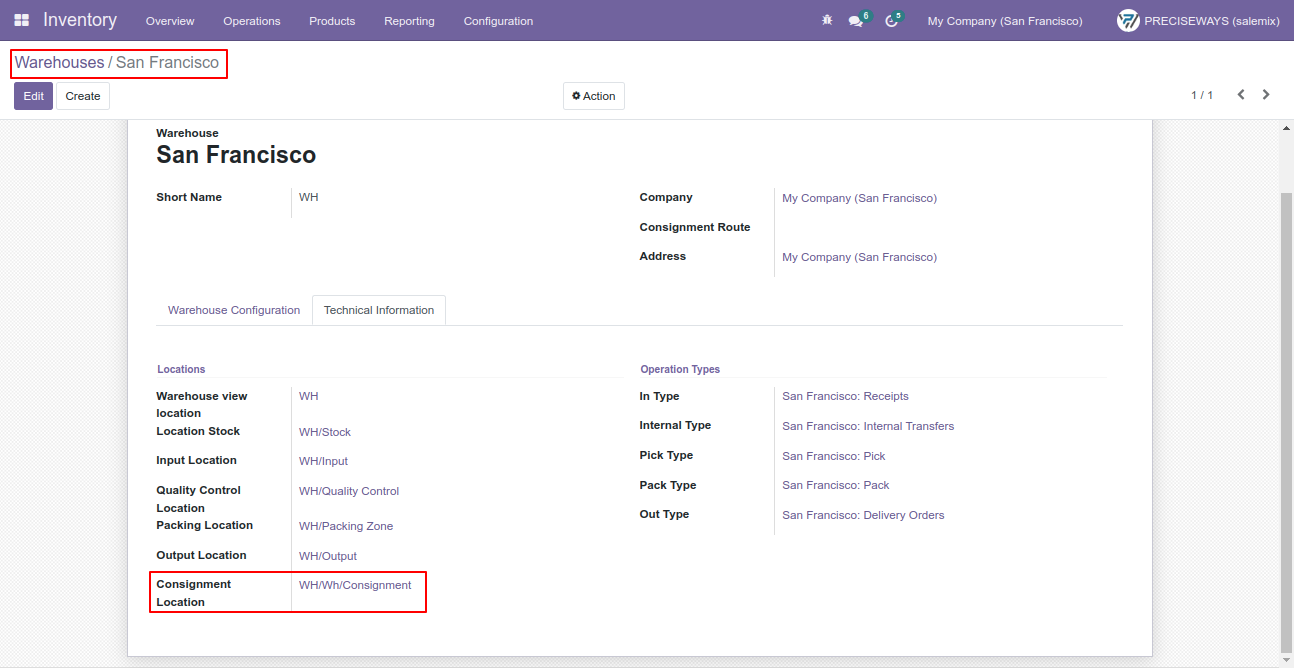 Inventory Overview Operations Products Reporting Configuration 6 5 My Company (San Francisco) PRECISEWAYS (salemix)
Warehouses / San Francisco
Edit Create Action 1 / 1
Warehouse
San Francisco
Short Name WH
Company My Company (San Francisco)
Consignment Route
Address My Company (San Francisco)
Warehouse Configuration Technical Information
Locations
Warehouse view
location WH
Location Stock WH/Stock
Input Location WH/Input
Quality Control
Location WH/Quality Control
Packing Location WH/Packing Zone
Output Location WH/Output
Consignment
Location WH/Wh/Consignment
Operation Types
In Type San Francisco: Receipts
Internal Type San Francisco: Internal Transfers
Pick Type San Francisco: Pick
Pack Type San Francisco: Pack
Out Type San Francisco: Delivery Orders